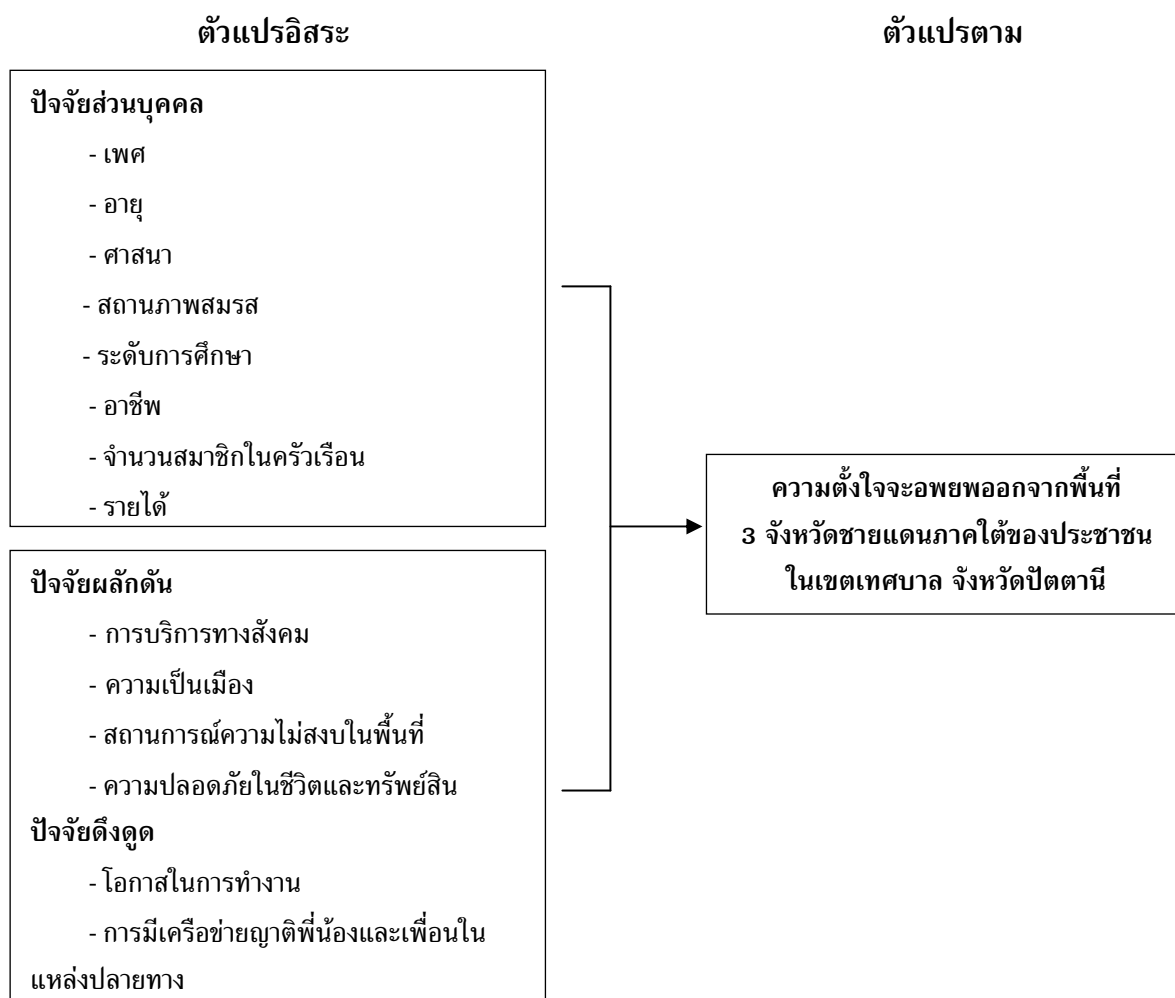 ตัวแปรอิสระ
ตัวแปรตาม
ปัจจัยส่วนบุคคล
- เพศ
- อายุ
- ศาสนา
- สถานภาพสมรส
- ระดับการศึกษา
- อาชีพ
- จำนวนสมาชิกในครัวเรือน
- รายได้
ปัจจัยผลักดัน
- การบริการทางสังคม
- ความเป็นเมือง
- สถานการณ์ความไม่สงบในพื้นที่
- ความปลอดภัยในชีวิตและทรัพย์สิน
ปัจจัยดึงดูด
- โอกาสในการทำงาน
- การมีเครือข่ายญาติพี่น้องและเพื่อนใน
แหล่งปลายทาง
ความตั้งใจจะอพยพออกจากพื้นที่
3 จังหวัดชายแดนภาคใต้ของประชาชน
ในเขตเทศบาล จังหวัดปัตตานี